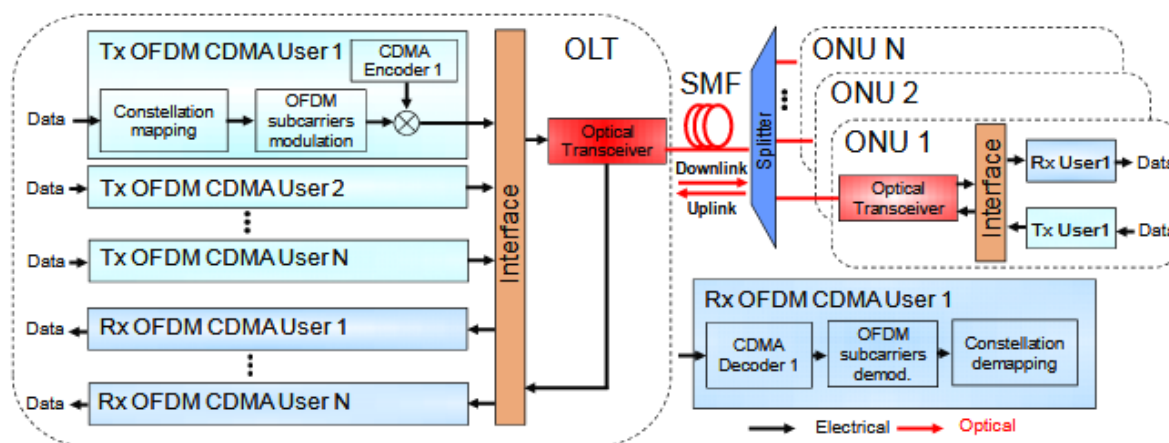 Tx OFDM CDMA User 1
CDMA
Encoder 1
Data
Constellation
mapping
OFDM
subcarriers
modulation
Data
Tx OFDM CDMA User 2
Data
Tx OFDM CDMA User N
Data
Rx OFDM CDMA User 1
Data
Rx OFDM CDMA User N
Interface
OLT
Optical
Transceiver
SMF
Downlink
Uplink
Splitter
ONU N
ONU 2
ONU 1
Optical
Transceiver
Interface
Rx User1
Data
Tx User1
Data
Rx OFDM CDMA User 1
CDMA
Decoder 1
OFDM
subcarriers
demod.
Constellation
demapping
Electrical
Optical